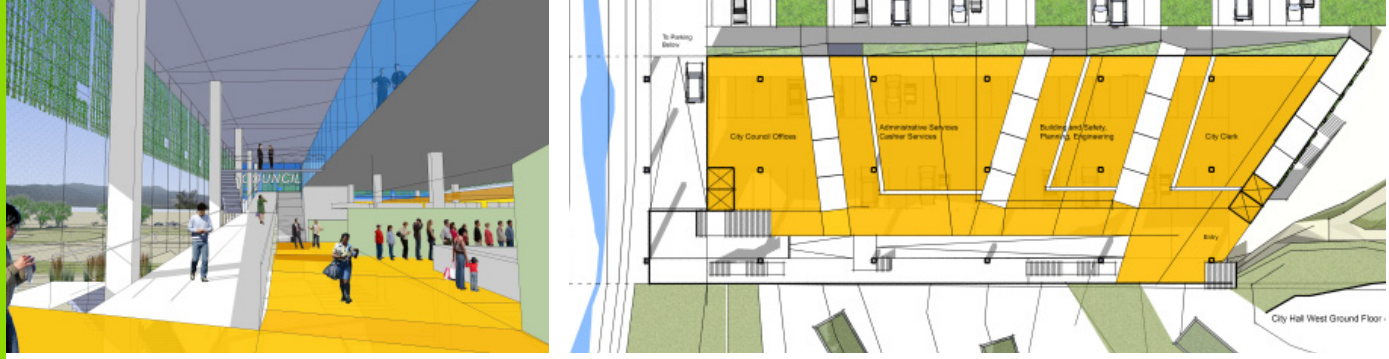 COUNCIL
To Parking
Below
City Council Offices
Administrative Services
Cashier Services
Building and Safety,
Planning, Engineering
City Clerk
Entry
City Hall West Ground Floor -